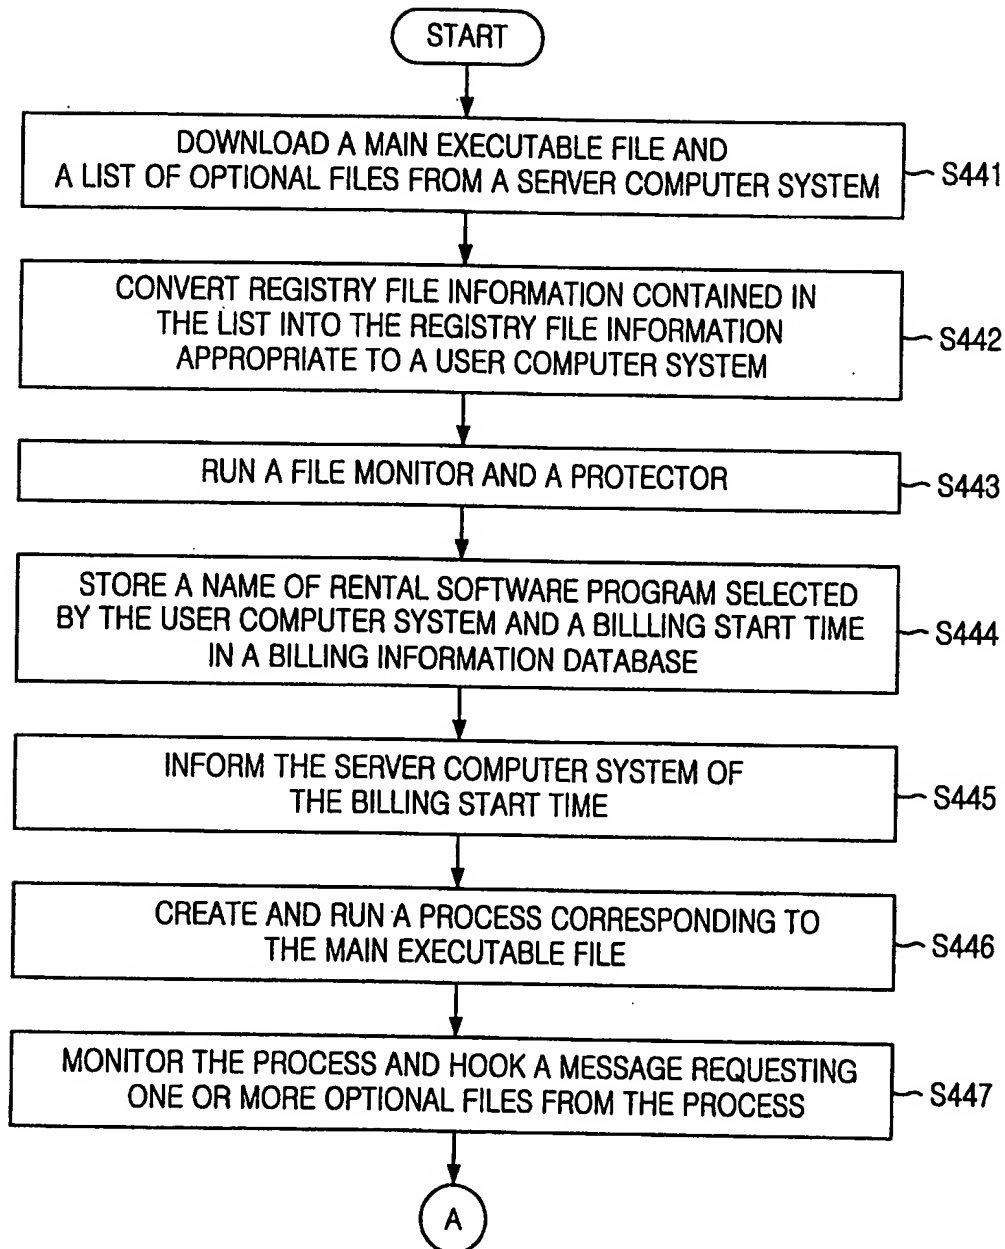 START
DOWNLOAD A MAIN EXECUTABLE FILE AND
A LIST OF OPTIONAL FILES FROM A SERVER COMPUTER SYSTEM
S441
CONVERT REGISTRY FILE INFORMATION CONTAINED IN
THE LIST INTO THE REGISTRY FILE INFORMATION
APPROPRIATE TO A USER COMPUTER SYSTEM
S442
RUN A FILE MONITOR AND A PROTECTOR
S443
STORE A NAME OF RENTAL SOFTWARE PROGRAM SELECTED
BY THE USER COMPUTER SYSTEM AND A BILLLING START TIME
IN A BILLING INFORMATION DATABASE
S444
INFORM THE SERVER COMPUTER SYSTEM OF
THE BILLING START TIME
S445
CREATE AND RUN A PROCESS CORRESPONDING TO
THE MAIN EXECUTABLE FILE
S446
MONITOR THE PROCESS AND HOOK A MESSAGE REQUESTING
ONE OR MORE OPTIONAL FILES FROM THE PROCESS
S447
A